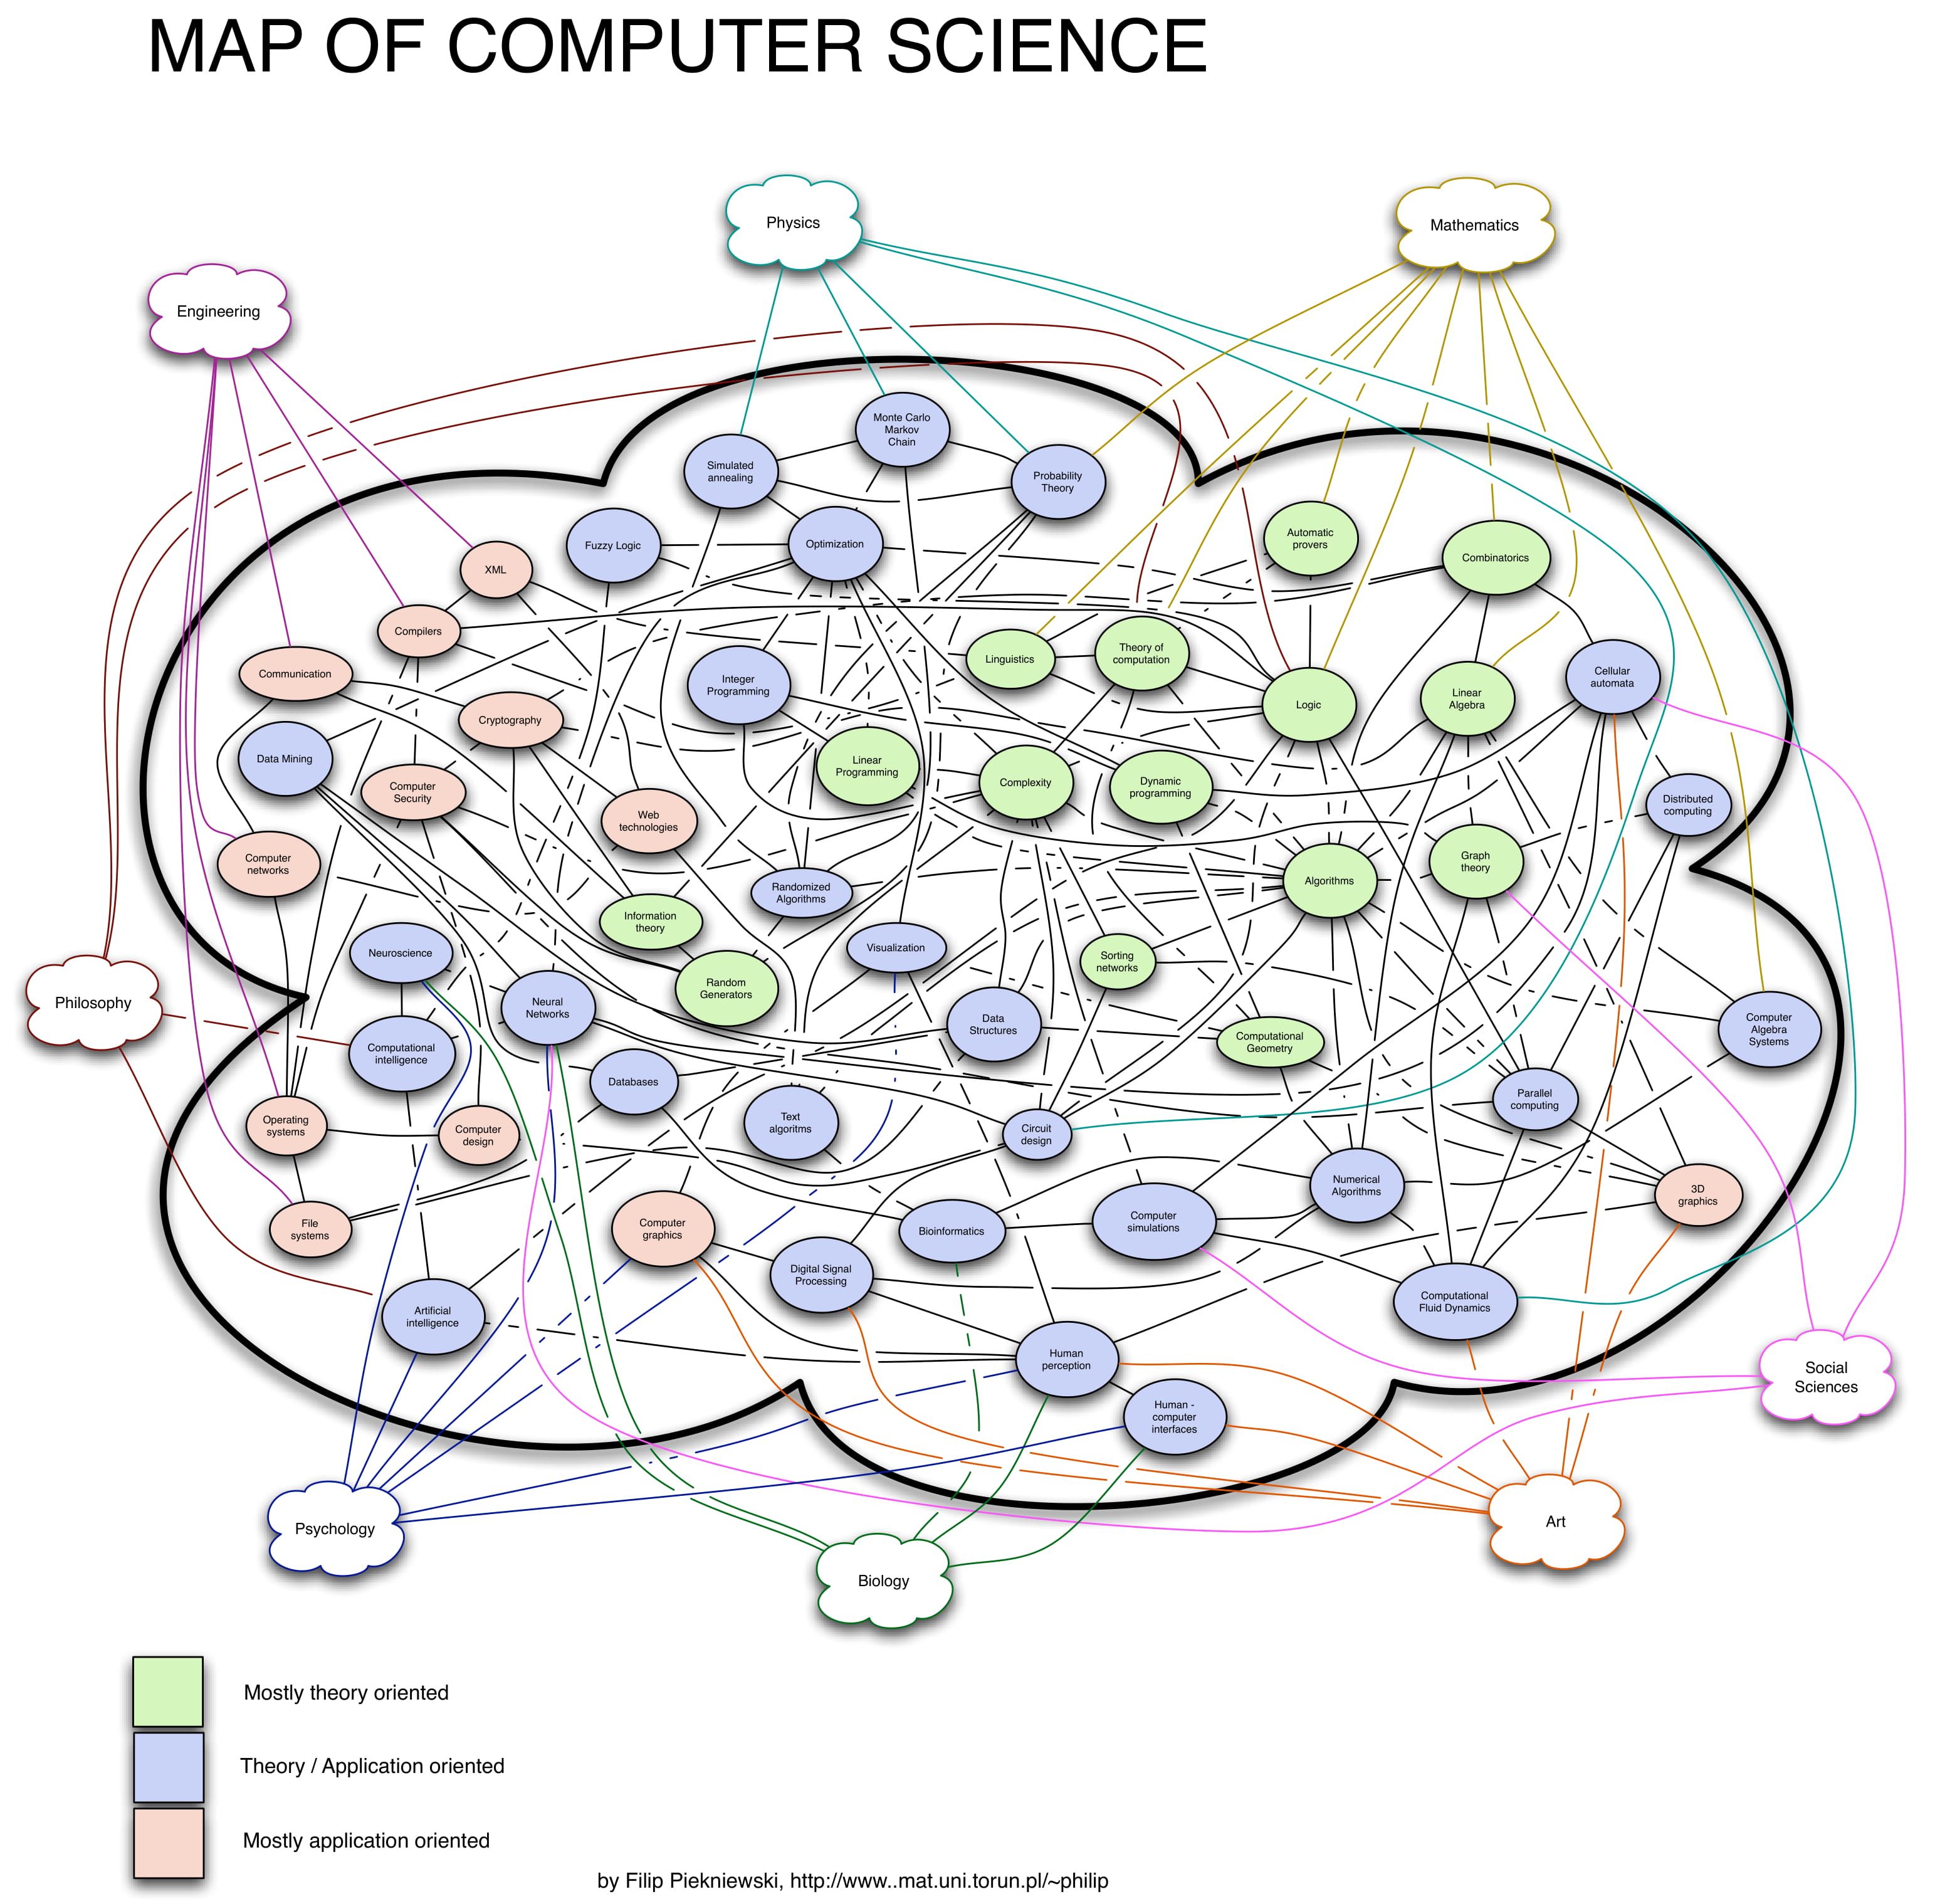 MAP OF COMPUTER SCIENCE
Physics
Mathematics
Engineering
Monte Carlo
Markov
Chain
Simulated
annealing
Probability
Theory
Automatic
provers
Fuzzy Logic
Optimization
Combinatorics
XML
Compilers
Linguistics
Theory of
computation
Communication
Cellular
automata
Integer
Programming
Linear
Algebra
Logic
Cryptography
Data Mining
Linear
Programming
Complexity
Dynamic
programming
Computer
Security
Distributed
computing
Web
technologies
Computer
networks
Graph
theory
Algorithms
Randomized
Algorithms
Information
theory
Neuroscience
Visualization
Sorting
networks
Random
Generators
Philosophy
Neural
Networks
Data
Structures
Computer
Algebra
Systems
Computational
Geometry
Computational
intelligence
Databases
Parallel
computing
Text
algoritms
Operating
systems
Computer
design
Circuit
design
Numerical
Algorithms
3D
graphics
File
systems
Computer
graphics
Bioinformatics
Computer
simulations
Digital Signal
Processing
Computational
Fluid Dynamics
Artificial
intelligence
Human
perception
Social
Sciences
Human -
computer
interfaces
Psychology
Art
Biology
Mostly theory oriented
Theory / Application oriented
Mostly application oriented
by Filip Piekniewski, http://www..mat.uni.torun.pl/~philip